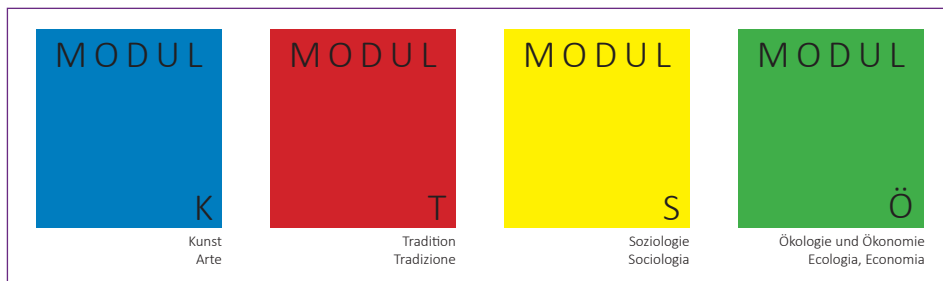 MODUL
K
Kunst
Arte
MODUL
T
Tradition
Tradizione
MODUL
S
Soziologie
Sociologia
MODUL
Ö
Ökologie und Ökonomie
Ecologia, Economia